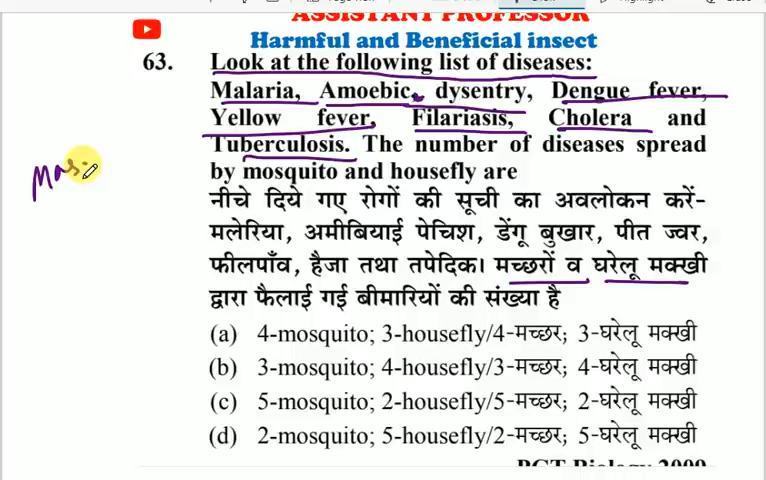 ASSISTANT PROFESSOR
Harmful and Beneficial insect
63. Look at the following list of diseases:
Malaria, Amoebic dysentry, Dengue fever,
Yellow fever, Filariasis, Cholera and
Tuberculosis. The number of diseases spread
by mosquito and housefly are
नीचे दिये गए रोगों की सूची का अवलोकन करें-
मलेरिया, अमीबियाई पेचिश, डेंगू बुखार, पीत ज्वर,
फीलपाँव, हैजा तथा तपेदिक। मच्छरों व घरेलू मक्खी
द्वारा फैलाई गई बीमारियों की संख्या है
(a) 4-mosquito; 3-housefly/4-मच्छर; 3-घरेलू मक्खी
(b) 3-mosquito; 4-housefly/3-मच्छर; 4-घरेलू मक्खी
(c) 5-mosquito; 2-housefly/5-मच्छर; 2-घरेलू मक्खी
(d) 2-mosquito; 5-housefly/2-मच्छर; 5-घरेलू मक्खी
PGT Biology 2009
Mas